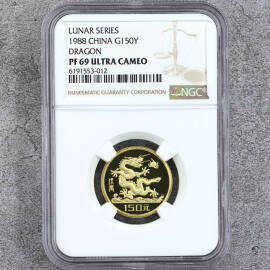 LUNAR SERIES
1988 CHINA G150Y
DRAGON
PF 69 ULTRA CAMEO
6191553-012
NUMISMATIC GUARANTY CORPORATION
NGC
150元